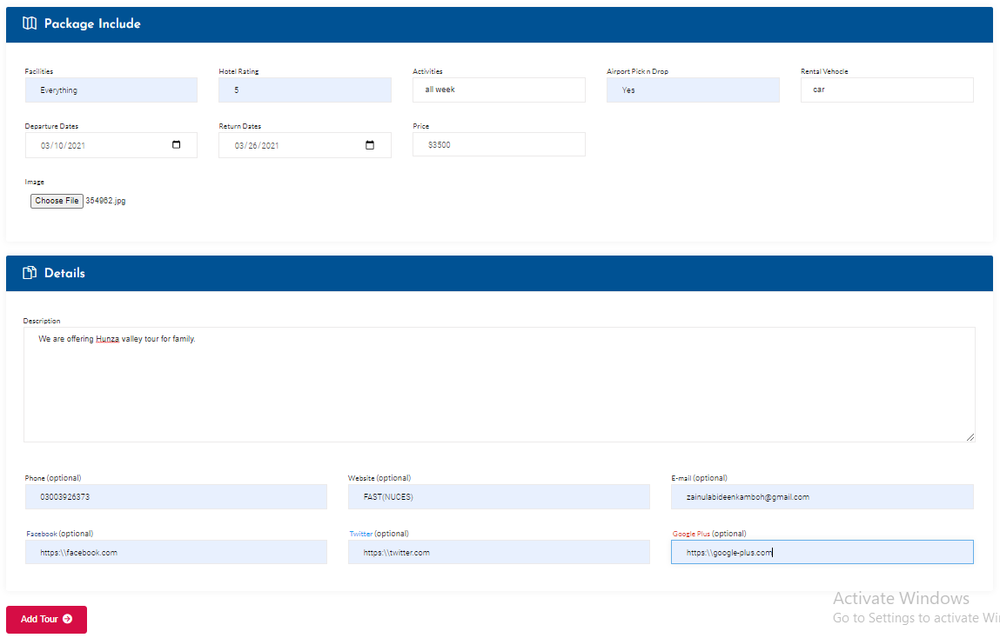 Package Include
Facilities Hotel Rating Activities Airport Pick n Drop Rental Vehocle
Everything 5 all week Yes car
Departure Dates Return Dates Price
03/10/2021 03/26/2021 $3500
Image
Choose File 354962.jpg
Details
Description
We are offering Hunza valley tour for family.
Phone (optional) Website (optional) E-mail (optional)
03003926373 FAST(NUCES) zainulabideenkamboh@gmail.com
Facebook (optional) Twitter (optional) Google Plus (optional)
https:\\facebook.com https:\\twitter.com https:\\google-plus.com
Activate Windows
Add Tour Go to Settings to activate Wi